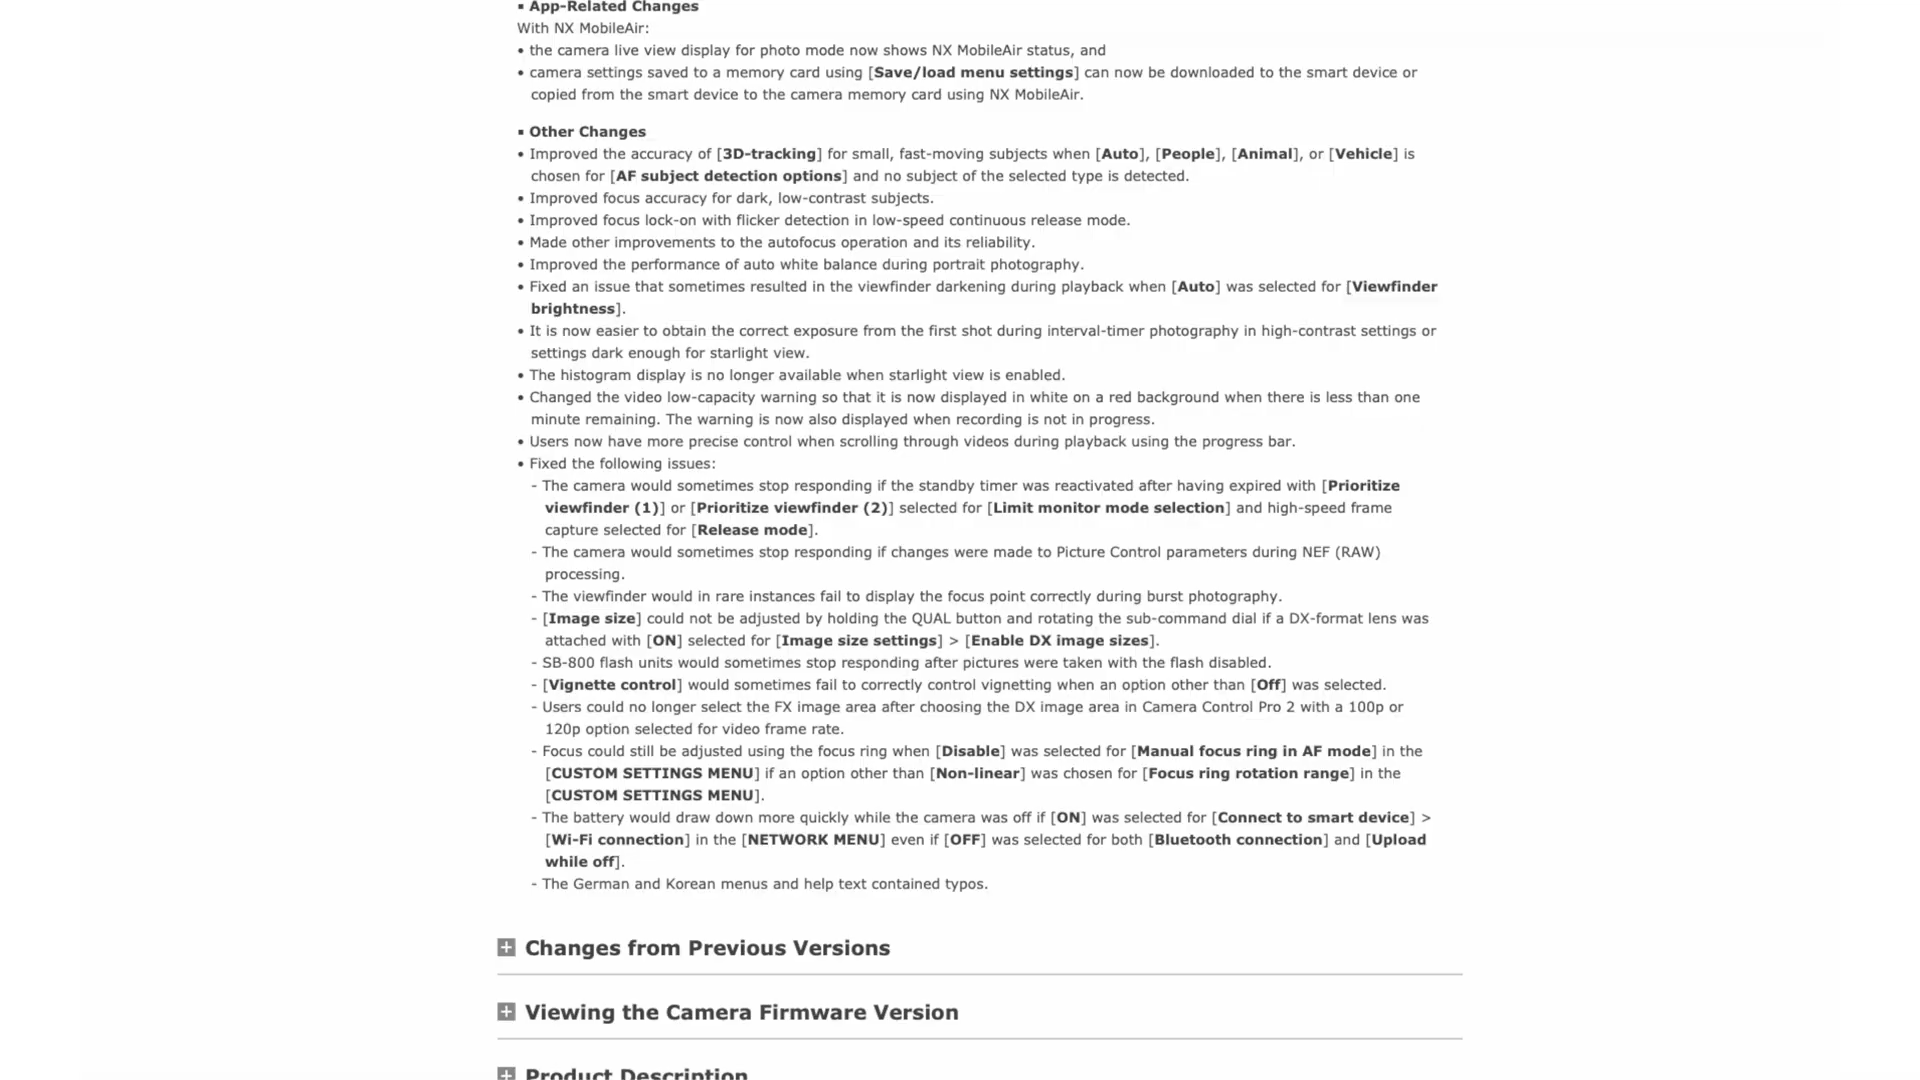 ▪ App-Related Changes
With NX MobileAir:
• the camera live view display for photo mode now shows NX MobileAir status, and
• camera settings saved to a memory card using [Save/load menu settings] can now be downloaded to the smart device or
copied from the smart device to the camera memory card using NX MobileAir.
▪ Other Changes
• Improved the accuracy of [3D-tracking] for small, fast-moving subjects when [Auto], [People], [Animal], or [Vehicle] is
chosen for [AF subject detection options] and no subject of the selected type is detected.
• Improved focus accuracy for dark, low-contrast subjects.
• Improved focus lock-on with flicker detection in low-speed continuous release mode.
• Made other improvements to the autofocus operation and its reliability.
• Improved the performance of auto white balance during portrait photography.
• Fixed an issue that sometimes resulted in the viewfinder darkening during playback when [Auto] was selected for [Viewfinder
brightness].
• It is now easier to obtain the correct exposure from the first shot during interval-timer photography in high-contrast settings or
settings dark enough for starlight view.
• The histogram display is no longer available when starlight view is enabled.
• Changed the video low-capacity warning so that it is now displayed in white on a red background when there is less than one
minute remaining. The warning is now also displayed when recording is not in progress.
• Users now have more precise control when scrolling through videos during playback using the progress bar.
• Fixed the following issues:
- The camera would sometimes stop responding if the standby timer was reactivated after having expired with [Prioritize
viewfinder (1)] or [Prioritize viewfinder (2)] selected for [Limit monitor mode selection] and high-speed frame
capture selected for [Release mode].
- The camera would sometimes stop responding if changes were made to Picture Control parameters during NEF (RAW)
processing.
- The viewfinder would in rare instances fail to display the focus point correctly during burst photography.
- [Image size] could not be adjusted by holding the QUAL button and rotating the sub-command dial if a DX-format lens was
attached with [ON] selected for [Image size settings] > [Enable DX image sizes].
- SB-800 flash units would sometimes stop responding after pictures were taken with the flash disabled.
- [Vignette control] would sometimes fail to correctly control vignetting when an option other than [Off] was selected.
- Users could no longer select the FX image area after choosing the DX image area in Camera Control Pro 2 with a 100p or
120p option selected for video frame rate.
- Focus could still be adjusted using the focus ring when [Disable] was selected for [Manual focus ring in AF mode] in the
[CUSTOM SETTINGS MENU] if an option other than [Non-linear] was chosen for [Focus ring rotation range] in the
[CUSTOM SETTINGS MENU].
- The battery would draw down more quickly while the camera was off if [ON] was selected for [Connect to smart device] >
[Wi-Fi connection] in the [NETWORK MENU] even if [OFF] was selected for both [Bluetooth connection] and [Upload
while off].
- The German and Korean menus and help text contained typos.
Changes from Previous Versions
Viewing the Camera Firmware Version
Product Description